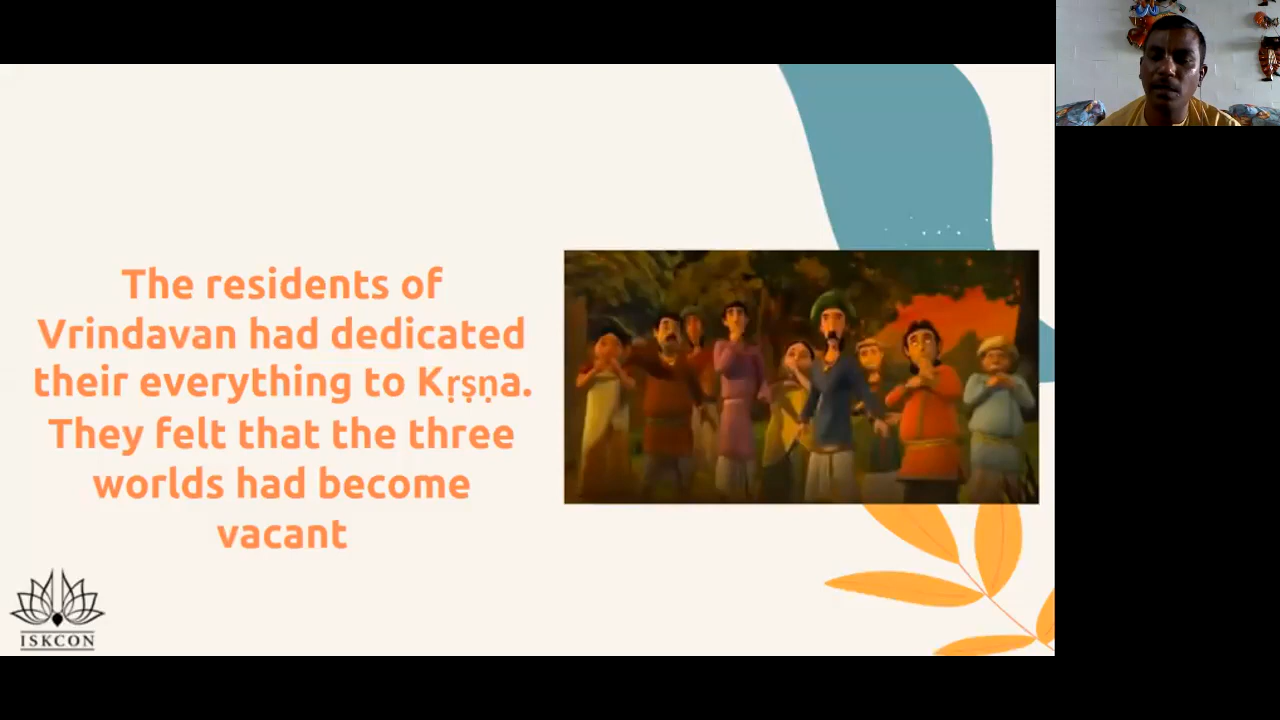 The residents of
Vrindavan had dedicated
their everything to Kṛṣṇa.
They felt that the three
worlds had become
vacant
ISKCON